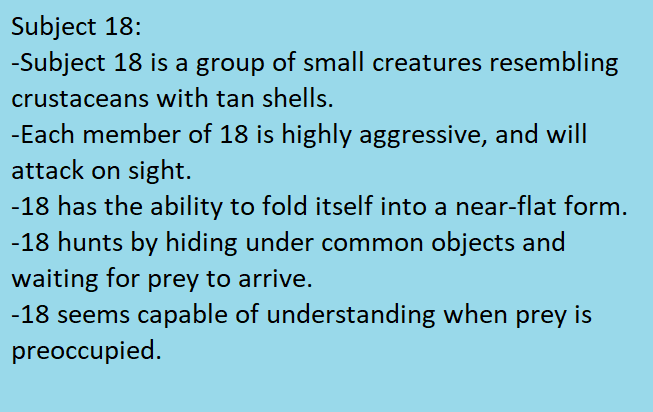 Subject 18:
-Subject 18 is a group of small creatures resembling
crustaceans with tan shells.
-Each member of 18 is highly aggressive, and will
attack on sight.
-18 has the ability to fold itself into a near-flat form.
-18 hunts by hiding under common objects and
waiting for prey to arrive.
-18 seems capable of understanding when prey is
preoccupied.